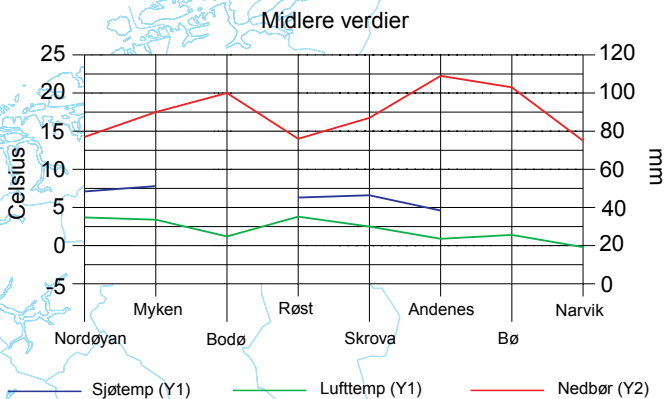 Midlere verdier
25 120
20 100
15 80
10 60
5 40
0 20
-5 0
Celsius
mm
Myken Røst Andenes Narvik
Nordøyan Bodø Skrova Bø
Sjøtemp (Y1) Lufttemp (Y1) Nedbør (Y2)